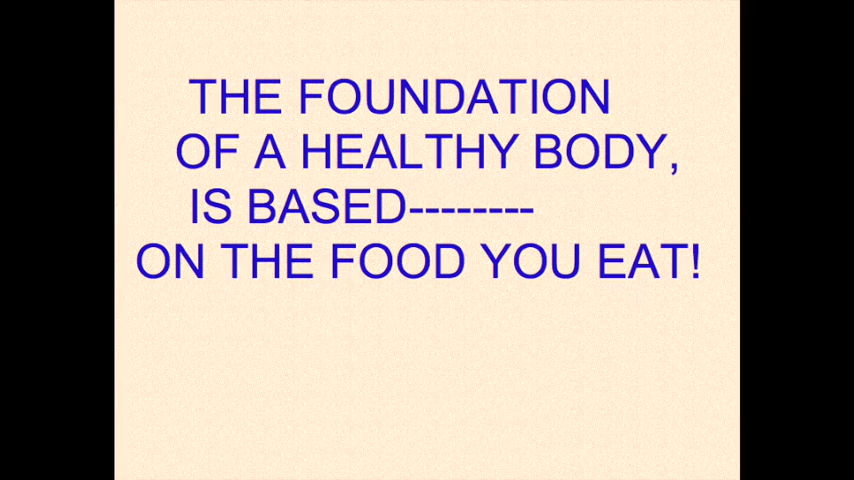 THE FOUNDATION
OF A HEALTHY BODY,
IS BASED--------
ON THE FOOD YOU EAT!